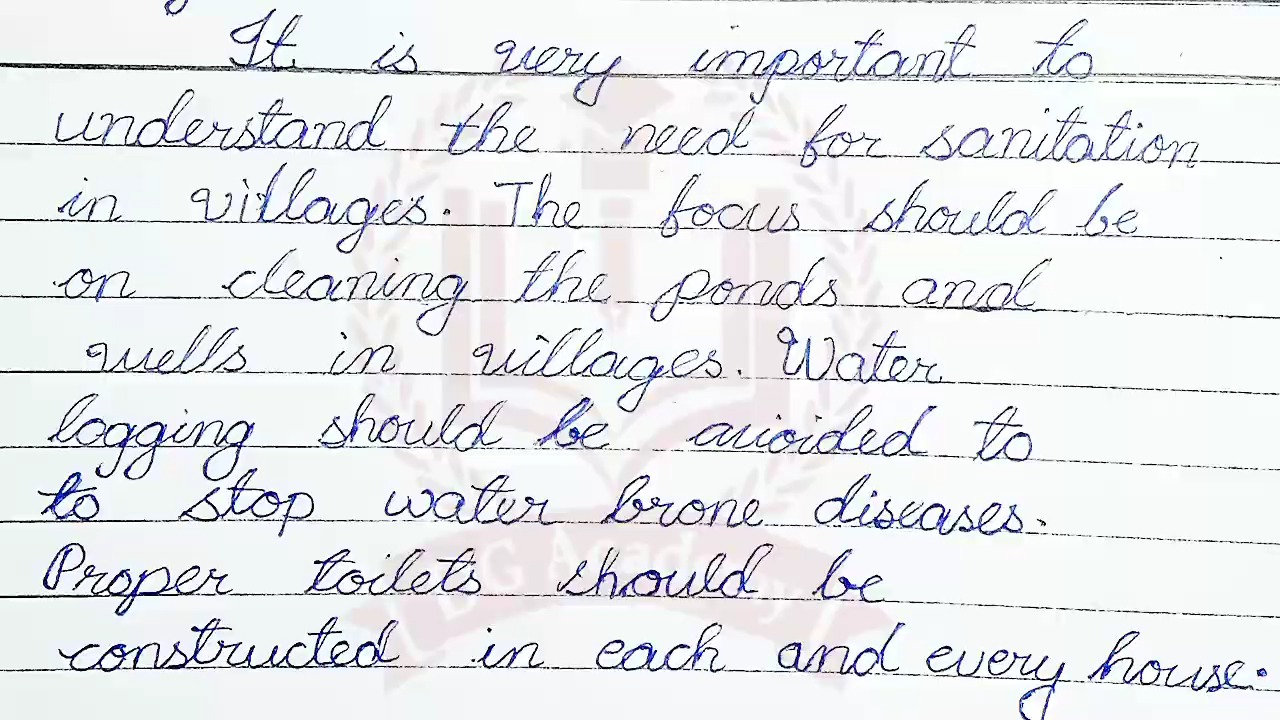 It is very important to
understand the need for sanitation
in villages. The focus should be
on cleaning the ponds and
wells in villages. Water
logging should be avioided to
to stop water brone diseases.
Proper toilets should be
constructed in each and every house.
G Acad y